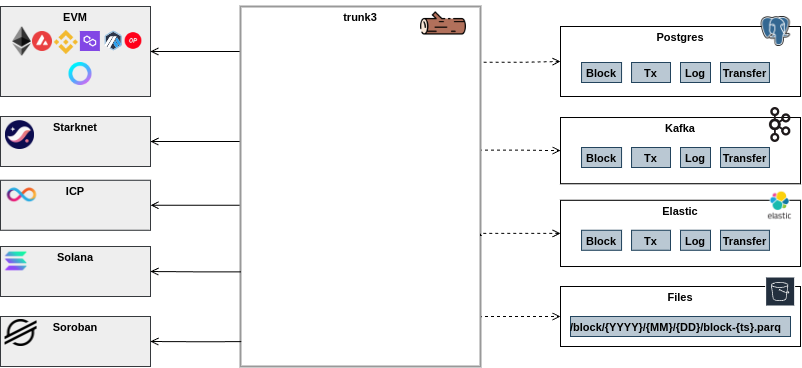 EVM
OP
Starknet
ICP
Solana
Soroban
trunk3
Postgres
Block Tx Log Transfer
Kafka
Block Tx Log Transfer
elastic
Elastic
Block Tx Log Transfer
Files
/block/{YYYY}/{MM}/{DD}/block-{ts}.parq